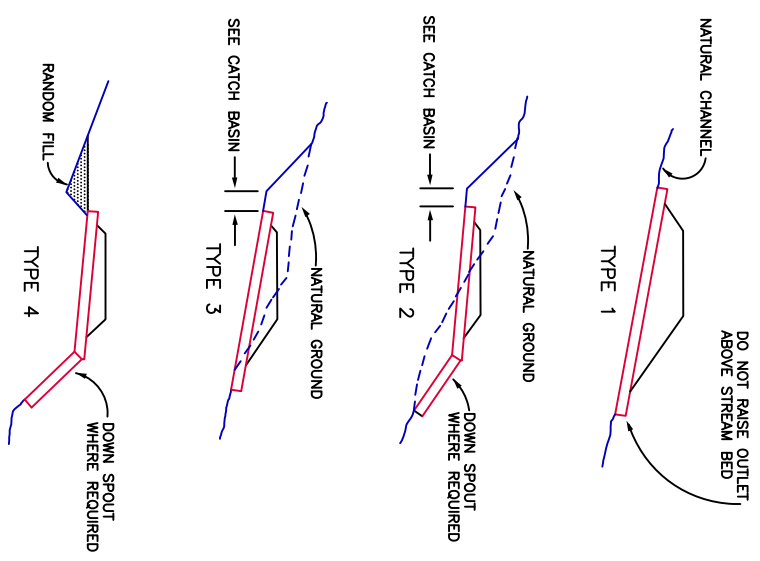 NATURAL CHANNEL
DO NOT RAISE OUTLET
ABOVE STREAM BED
TYPE 1
SEE CATCH BASIN
NATURAL GROUND
DOWN SPOUT
WHERE REQUIRED
TYPE 2
SEE CATCH BASIN
NATURAL GROUND
TYPE 3
RANDOM FILL
DOWN SPOUT
WHERE REQUIRED
TYPE 4